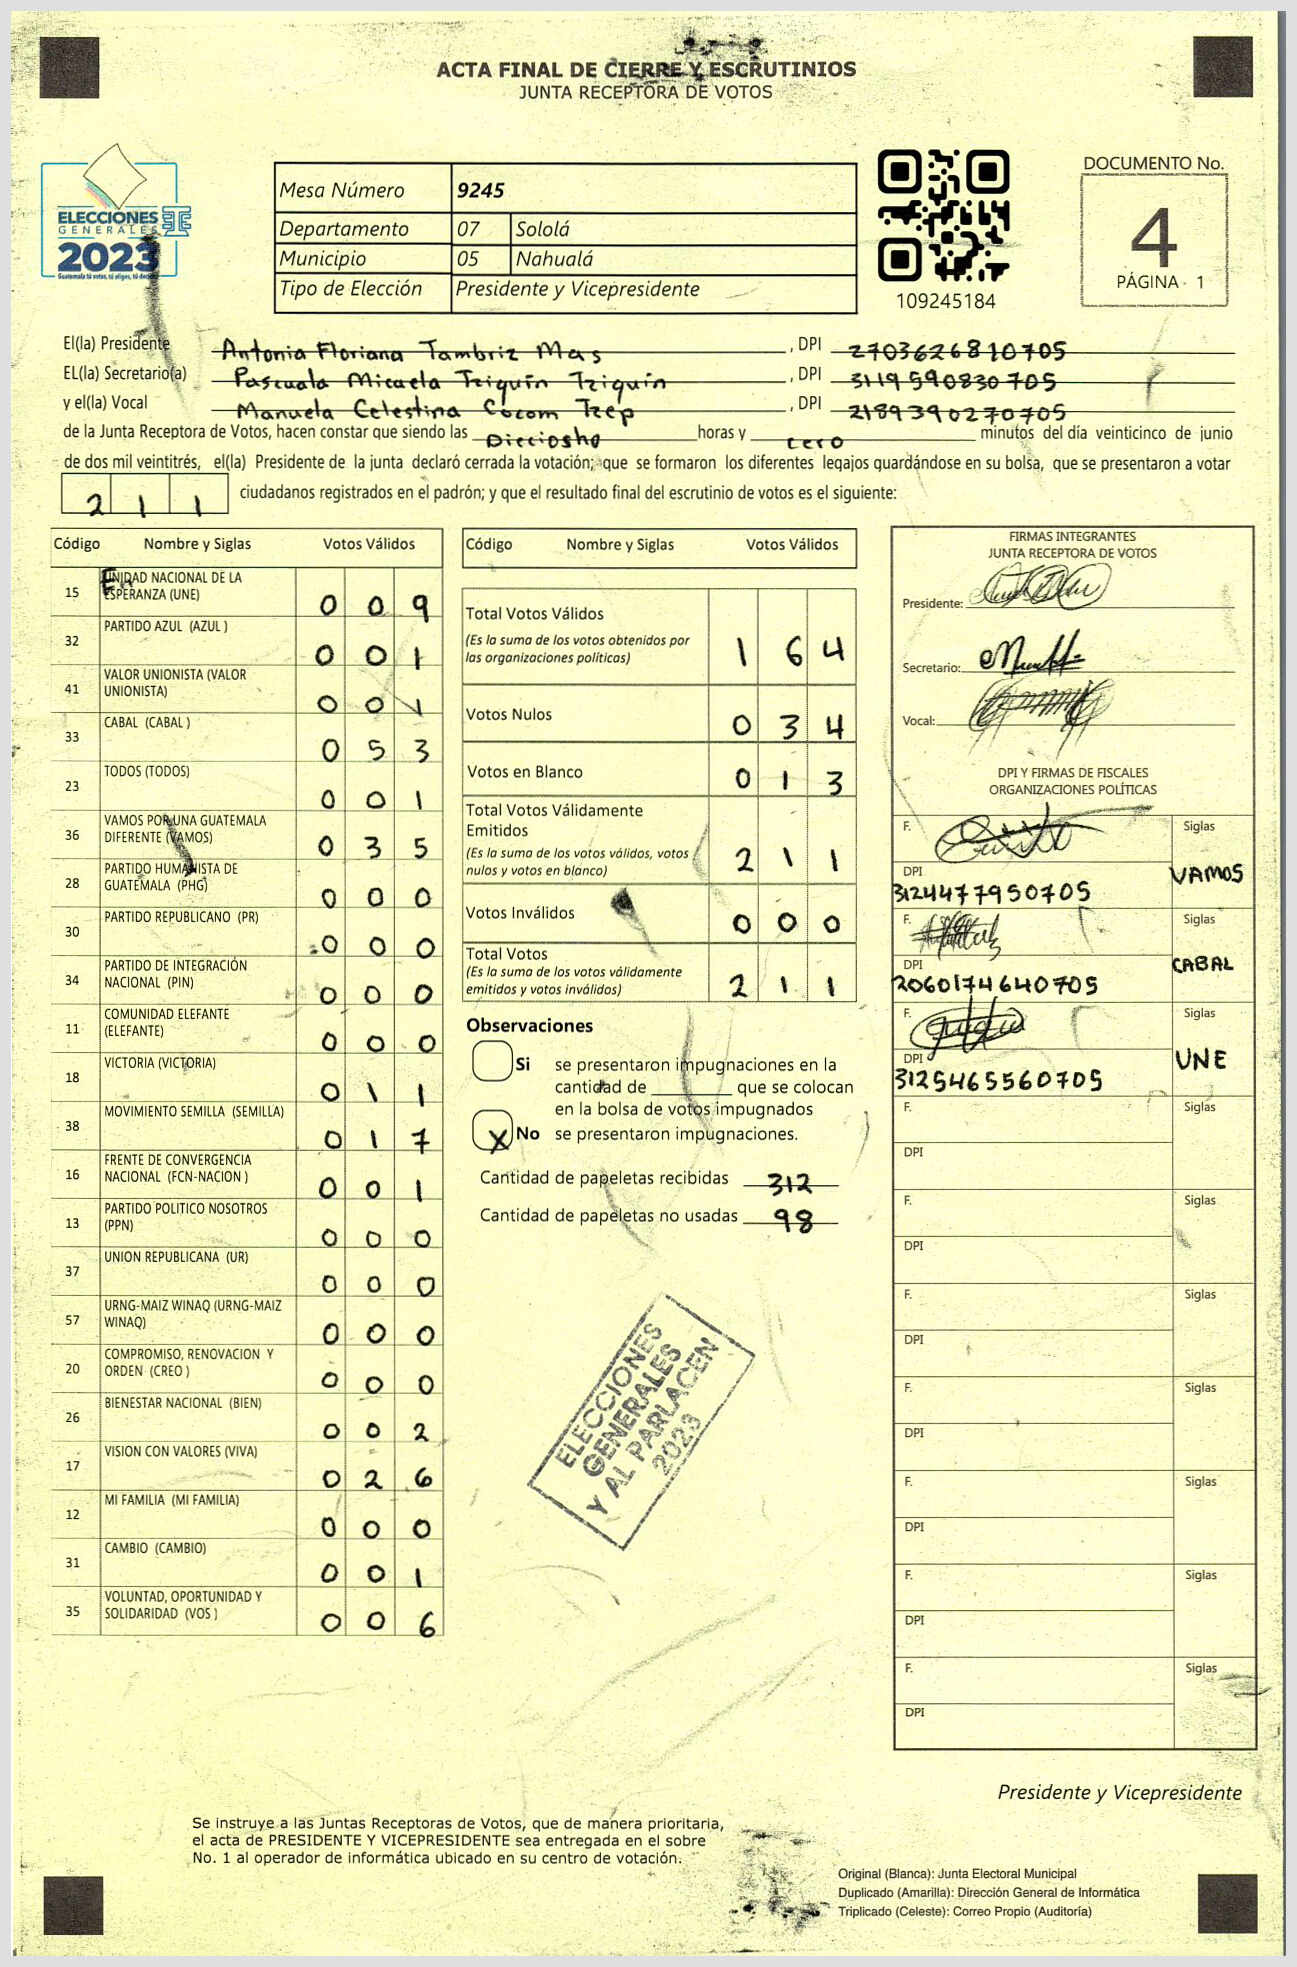 ACTA FINAL DE CIERRE Y ESCRUTINIOS
JUNTA RECEPTORA DE VOTOS
ELECCIONES
GENERALES
2023
Guatemala tú votas, tú eliges, tú decides
Mesa Número 9245
Departamento 07 Sololá
Municipio 05 Nahualá
Tipo de Elección Presidente y Vicepresidente
109245184
DOCUMENTO No.
4
PÁGINA - 1
El(la) Presidente Antonia Floriana Tambriz Mas , DPI 2703626810705
EL(la) Secretario(a) Pascuala Micaela Tziquín Tziquín , DPI 3119590830705
y el(la) Vocal Manuela Celestina Cocom Tzep , DPI 2189390270705
de la Junta Receptora de Votos, hacen constar que siendo las Dieciosho horas y cero minutos del día veinticinco de junio
de dos mil veintitrés, el(la) Presidente de la junta declaró cerrada la votación; que se formaron los diferentes legajos guardándose en su bolsa, que se presentaron a votar
211 ciudadanos registrados en el padrón; y que el resultado final del escrutinio de votos es el siguiente:
Código Nombre y Siglas Votos Válidos
15 UNIDAD NACIONAL DE LA
ESPERANZA (UNE) 0 0 9
32 PARTIDO AZUL (AZUL ) 0 0 1
41 VALOR UNIONISTA (VALOR
UNIONISTA) 0 0 1
33 CABAL (CABAL ) 0 5 3
23 TODOS (TODOS) 0 0 1
36 VAMOS POR UNA GUATEMALA
DIFERENTE (VAMOS) 0 3 5
28 PARTIDO HUMANISTA DE
GUATEMALA (PHG) 0 0 0
30 PARTIDO REPUBLICANO (PR) 0 0 0
34 PARTIDO DE INTEGRACIÓN
NACIONAL (PIN) 0 0 0
11 COMUNIDAD ELEFANTE
(ELEFANTE) 0 0 0
18 VICTORIA (VICTORIA) 0 1 1
38 MOVIMIENTO SEMILLA (SEMILLA) 0 1 7
16 FRENTE DE CONVERGENCIA
NACIONAL (FCN-NACION ) 0 0 1
13 PARTIDO POLITICO NOSOTROS
(PPN) 0 0 0
37 UNION REPUBLICANA (UR) 0 0 0
57 URNG-MAIZ WINAQ (URNG-MAIZ
WINAQ) 0 0 0
20 COMPROMISO, RENOVACION Y
ORDEN (CREO ) 0 0 0
26 BIENESTAR NACIONAL (BIEN) 0 0 2
17 VISION CON VALORES (VIVA) 0 2 6
12 MI FAMILIA (MI FAMILIA) 0 0 0
31 CAMBIO (CAMBIO) 0 0 1
35 VOLUNTAD, OPORTUNIDAD Y
SOLIDARIDAD (VOS ) 0 0 6
Código Nombre y Siglas Votos Válidos
Total Votos Válidos
(Es la suma de los votos obtenidos por
las organizaciones políticas) 1 6 4
Votos Nulos 0 3 4
Votos en Blanco 0 1 3
Total Votos Válidamente
Emitidos
(Es la suma de los votos válidos, votos
nulos y votos en blanco) 2 1 1
Votos Inválidos 0 0 0
Total Votos
(Es la suma de los votos válidamente
emitidos y votos inválidos) 2 1 1
Observaciones
Si se presentaron impugnaciones en la
cantidad de ________ que se colocan
en la bolsa de votos impugnados
X No se presentaron impugnaciones.
Cantidad de papeletas recibidas 312
Cantidad de papeletas no usadas 98
ELECCIONES
GENERALES
Y AL PARLACEN
2023
FIRMAS INTEGRANTES
JUNTA RECEPTORA DE VOTOS
Presidente:
Secretario:
Vocal:
DPI Y FIRMAS DE FISCALES
ORGANIZACIONES POLÍTICAS
F. Siglas
DPI VAMOS
3124477950705
F. Siglas
DPI CABAL
2060174640705
F. Siglas
DPI UNE
3125465560705
F. Siglas
DPI
F. Siglas
DPI
F. Siglas
DPI
F. Siglas
DPI
F. Siglas
DPI
F. Siglas
DPI
F. Siglas
DPI
Presidente y Vicepresidente
Se instruye a las Juntas Receptoras de Votos, que de manera prioritaria,
el acta de PRESIDENTE Y VICEPRESIDENTE sea entregada en el sobre
No. 1 al operador de informática ubicado en su centro de votación.
Original (Blanca): Junta Electoral Municipal
Duplicado (Amarilla): Dirección General de Informática
Triplicado (Celeste): Correo Propio (Auditoría)